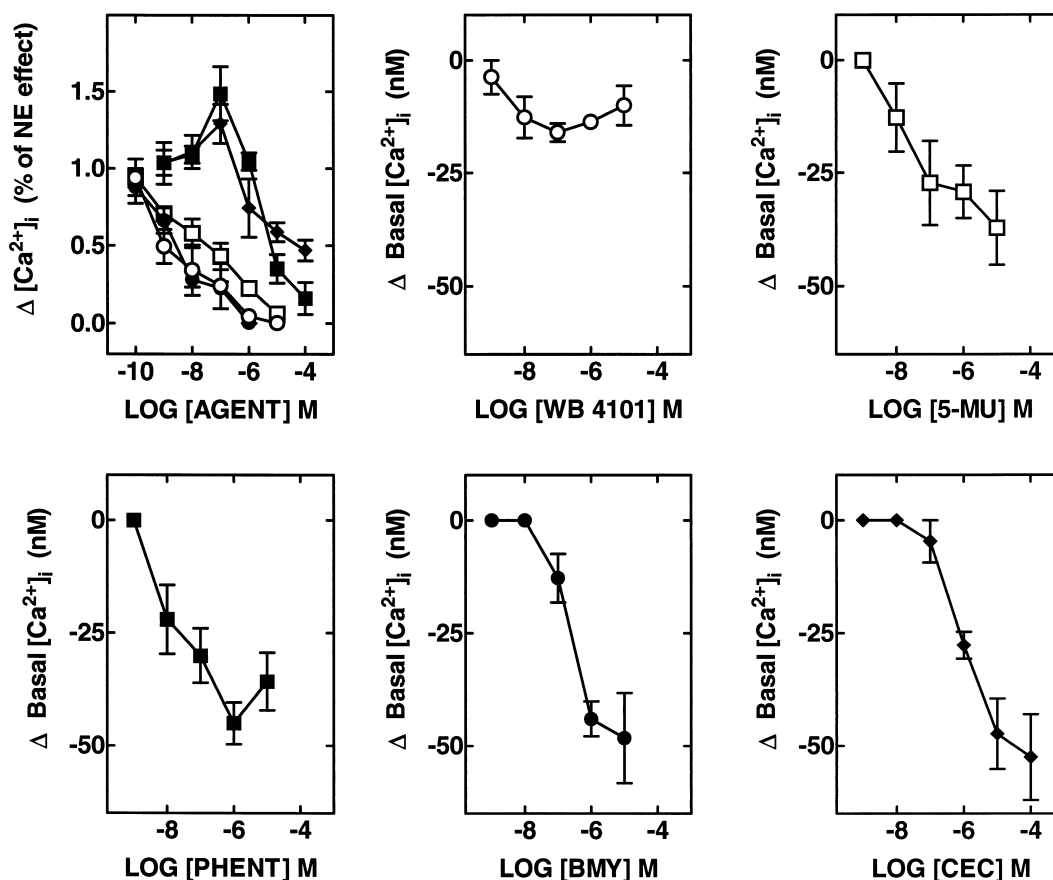 Δ [Ca²⁺]ᵢ (% of NE effect)
1.5
1.0
0.5
0.0
-10 -8 -6 -4
LOG [AGENT] M
Δ Basal [Ca²⁺]ᵢ (nM)
0
-25
-50
-8 -6 -4
LOG [WB 4101] M
Δ Basal [Ca²⁺]ᵢ (nM)
0
-25
-50
-8 -6 -4
LOG [5-MU] M
Δ Basal [Ca²⁺]ᵢ (nM)
0
-25
-50
-8 -6 -4
LOG [PHENT] M
Δ Basal [Ca²⁺]ᵢ (nM)
0
-25
-50
-8 -6 -4
LOG [BMY] M
Δ Basal [Ca²⁺]ᵢ (nM)
0
-25
-50
-8 -6 -4
LOG [CEC] M